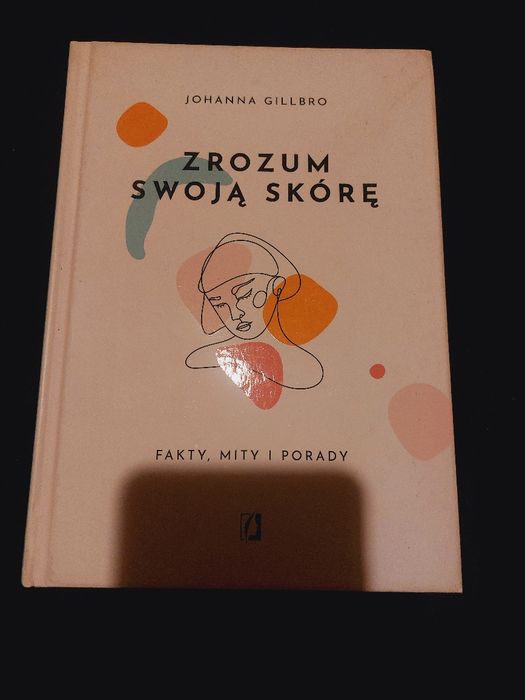 JOHANNA GILLBRO
ZROZUM
SWOJĄ SKÓRĘ
FAKTY, MITY I PORADY